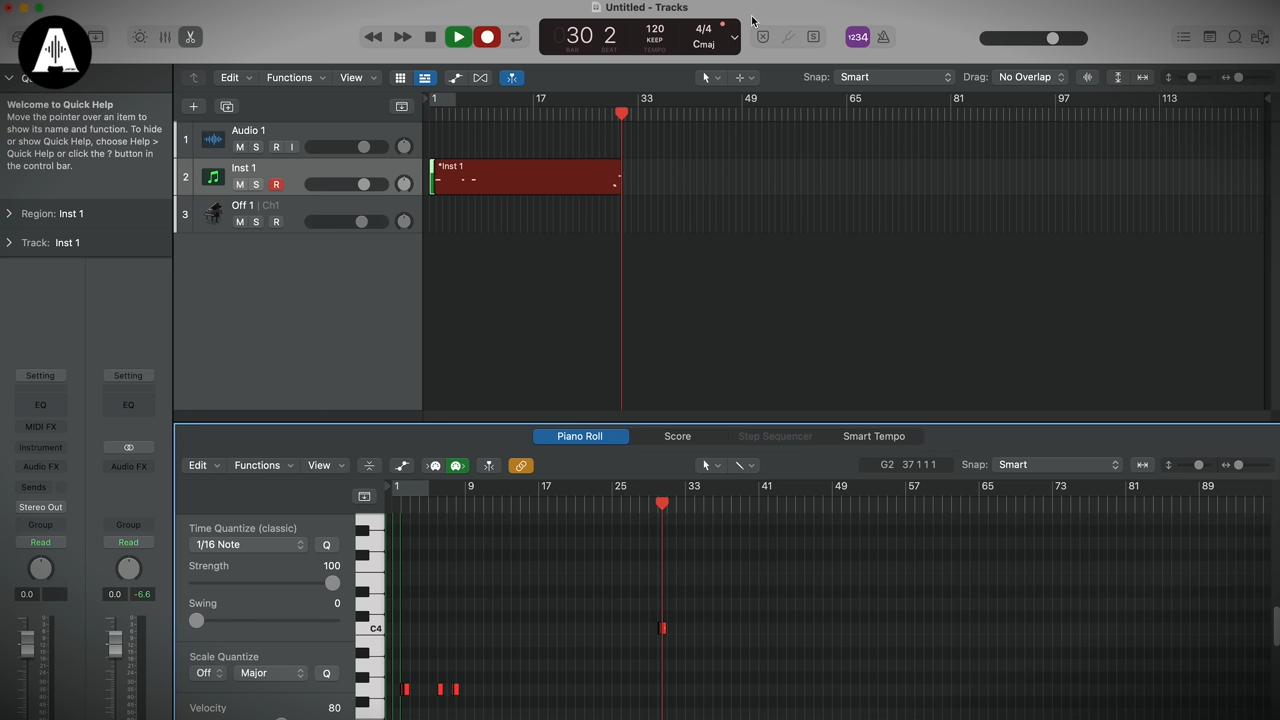 Untitled - Tracks
A
30 2
BAR BEAT
120
KEEP
TEMPO
4/4
Cmaj
1234
Edit Functions View
Snap: Smart
Drag: No Overlap
Welcome to Quick Help
Move the pointer over an item to
show its name and function. To hide
or show Quick Help, choose Help >
Quick Help or click the ? button in
the control bar.
Region: Inst 1
Track: Inst 1
1 17 33 49 65 81 97 113
1 Audio 1
M S R I
2 Inst 1
M S R
*Inst 1
3 Off 1 | Ch1
M S R
Setting Setting
EQ EQ
MIDI FX
Instrument
Audio FX Audio FX
Sends
Stereo Out
Group Group
Read Read
0.0 0.0 -6.6
Piano Roll Score Step Sequencer Smart Tempo
Edit Functions View
G2 37 1 1 1
Snap: Smart
1 9 17 25 33 41 49 57 65 73 81 89
Time Quantize (classic)
1/16 Note Q
Strength 100
Swing 0
Scale Quantize
Off Major Q
Velocity 80
C4